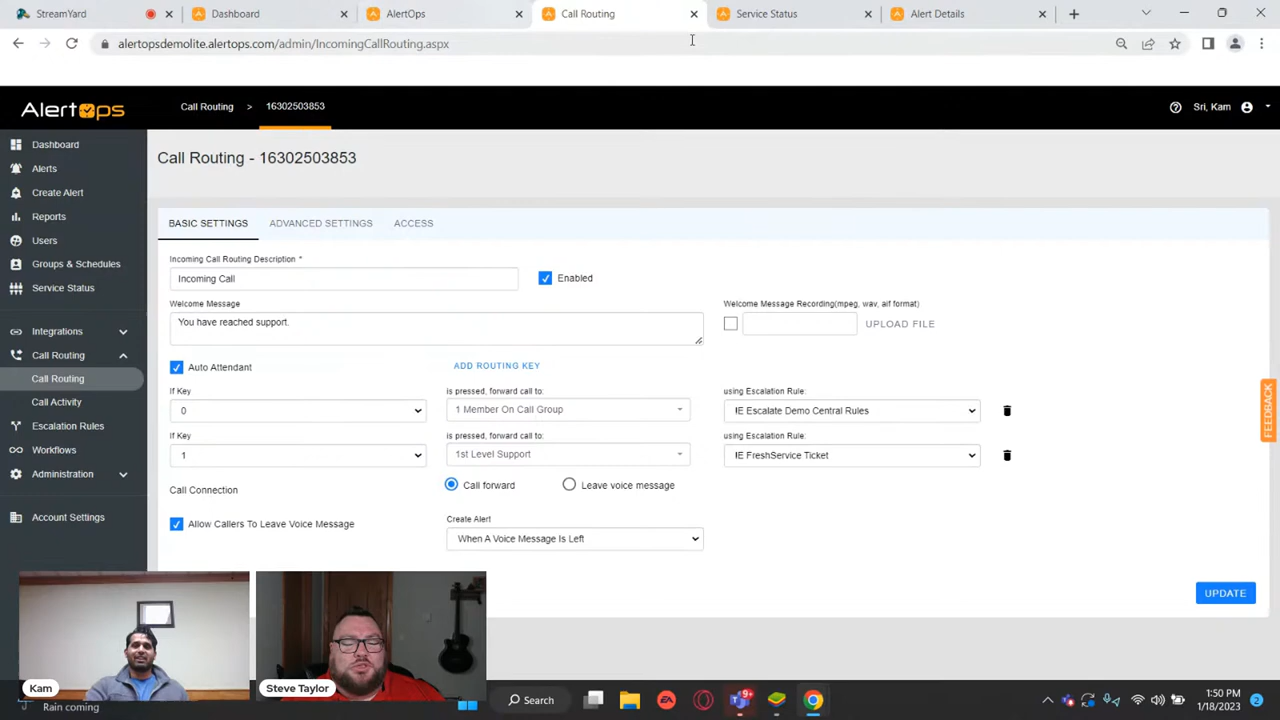 StreamYard
Dashboard
AlertOps
Call Routing
Service Status
Alert Details
alertopsdemolite.alertops.com/admin/IncomingCallRouting.aspx
AlertOps
Call Routing > 16302503853
Sri, Kam
Dashboard
Alerts
Create Alert
Reports
Users
Groups & Schedules
Service Status
Integrations
Call Routing
Call Routing
Call Activity
Escalation Rules
Workflows
Administration
Account Settings
Call Routing - 16302503853
BASIC SETTINGS ADVANCED SETTINGS ACCESS
Incoming Call Routing Description *
Incoming Call
Enabled
Welcome Message
You have reached support.
Welcome Message Recording(mpeg, wav, aif format)
UPLOAD FILE
Auto Attendant
ADD ROUTING KEY
If Key is pressed, forward call to: using Escalation Rule:
0 1 Member On Call Group !E Escalate Demo Central Rules
If Key is pressed, forward call to: using Escalation Rule:
1 1st Level Support !E FreshService Ticket
Call Connection
Call forward Leave voice message
Allow Callers To Leave Voice Message
Create Alert
When A Voice Message Is Left
UPDATE
FEEDBACK
Kam
Steve Taylor
Rain coming
Search
9+
1:50 PM
1/18/2023
2